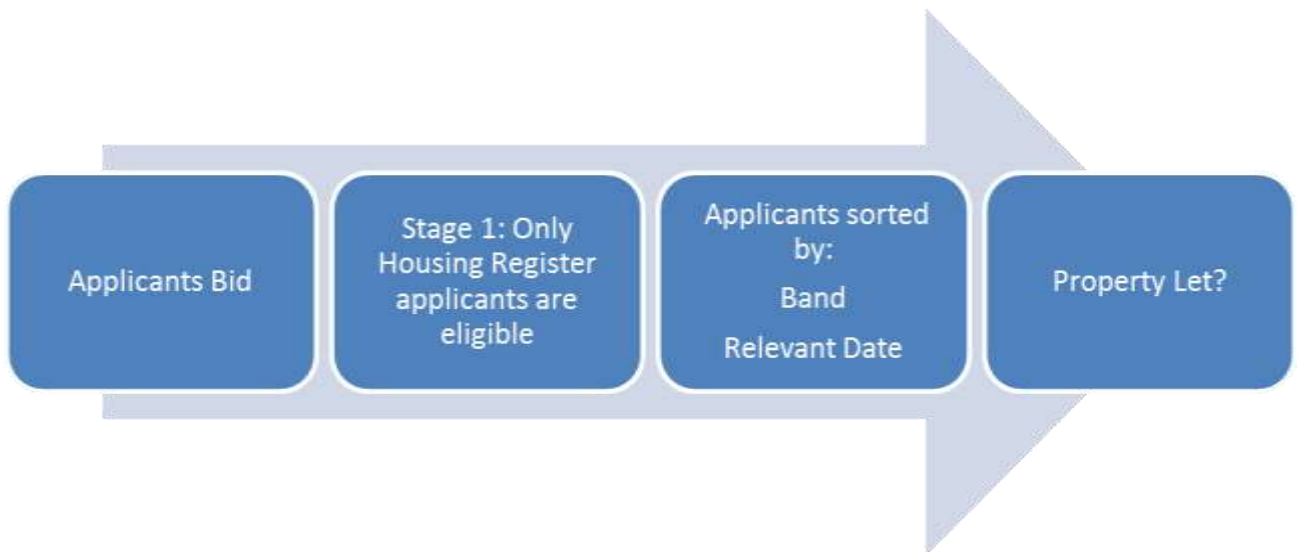 Applicants Bid
Stage 1: Only
Housing Register
applicants are
eligible
Applicants sorted
by:
Band
Relevant Date
Property Let?